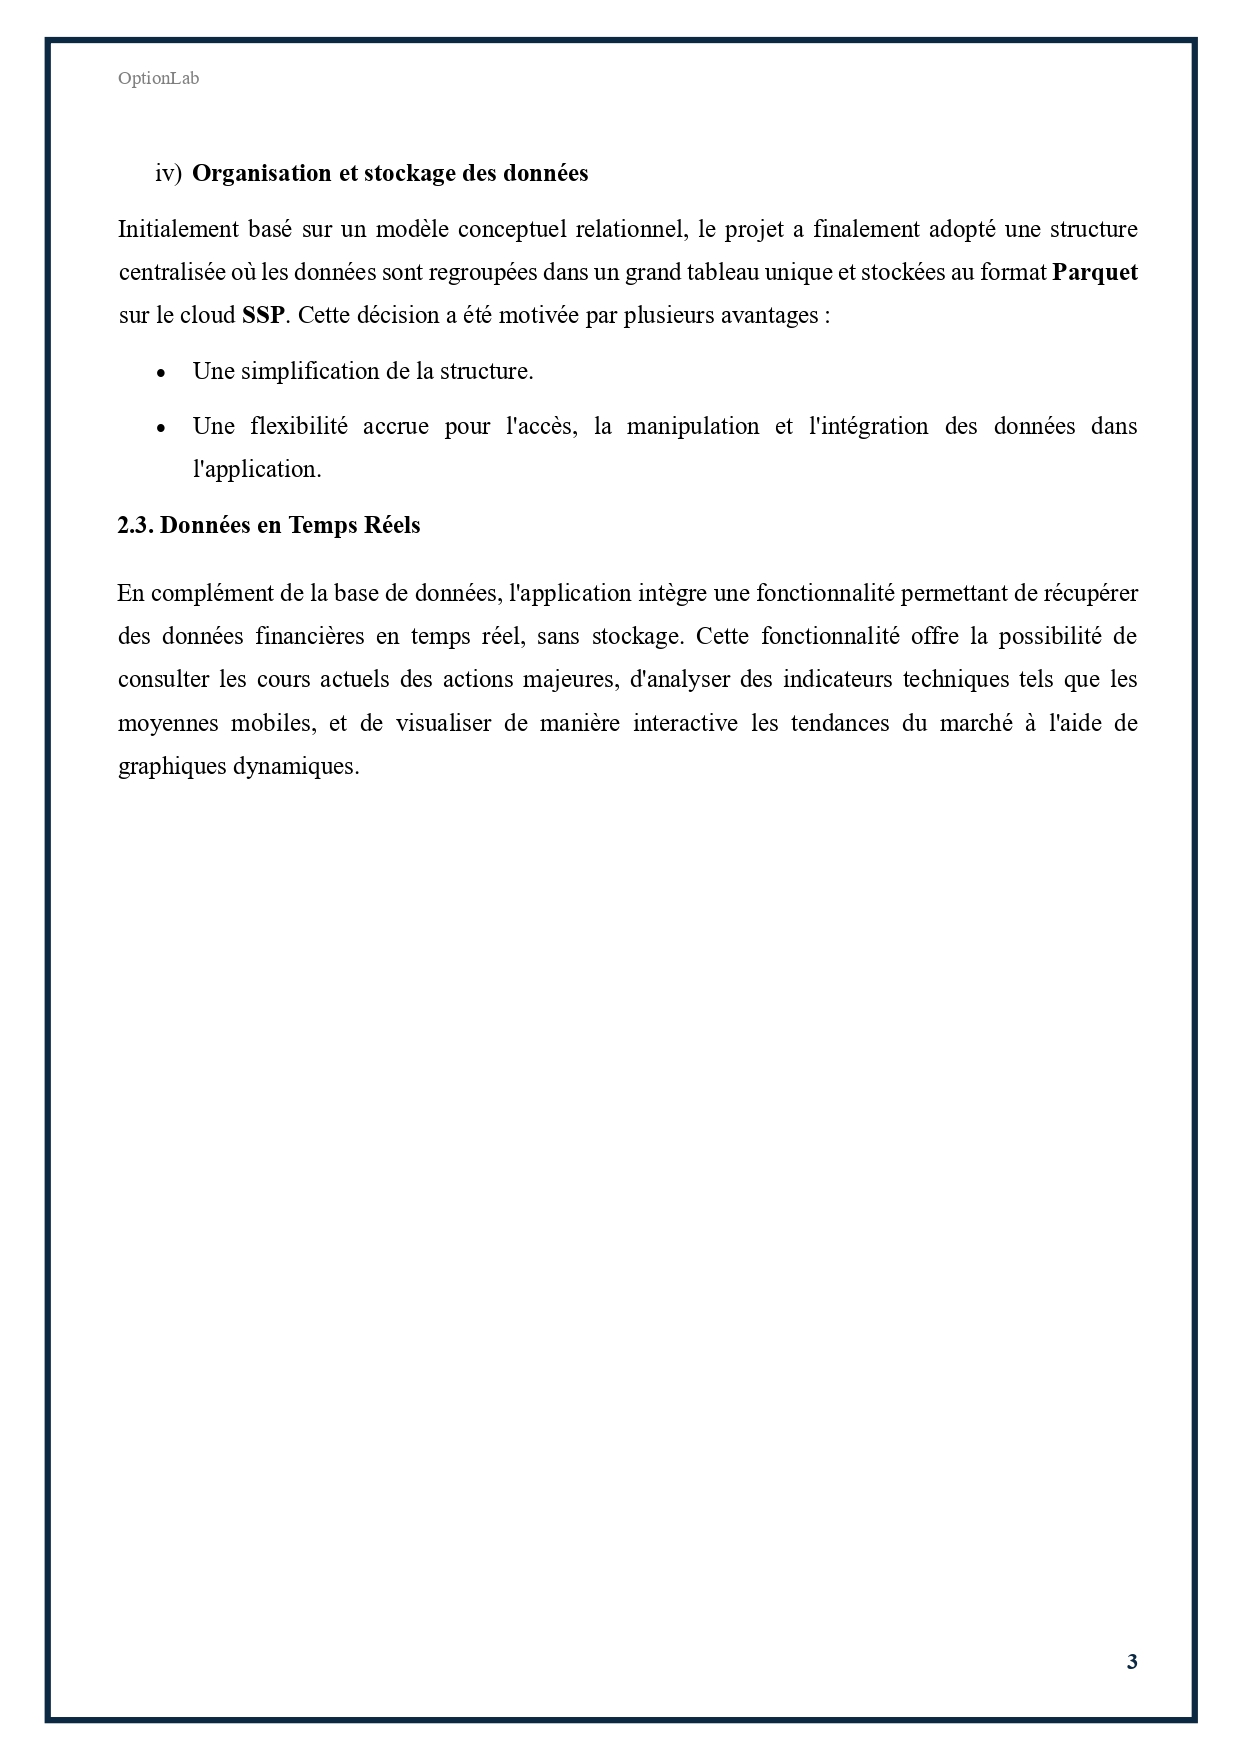 OptionLab
iv) Organisation et stockage des données
Initialement basé sur un modèle conceptuel relationnel, le projet a finalement adopté une structure
centralisée où les données sont regroupées dans un grand tableau unique et stockées au format Parquet
sur le cloud SSP. Cette décision a été motivée par plusieurs avantages :
• Une simplification de la structure.
• Une flexibilité accrue pour l'accès, la manipulation et l'intégration des données dans
l'application.
2.3. Données en Temps Réels
En complément de la base de données, l'application intègre une fonctionnalité permettant de récupérer
des données financières en temps réel, sans stockage. Cette fonctionnalité offre la possibilité de
consulter les cours actuels des actions majeures, d'analyser des indicateurs techniques tels que les
moyennes mobiles, et de visualiser de manière interactive les tendances du marché à l'aide de
graphiques dynamiques.
3